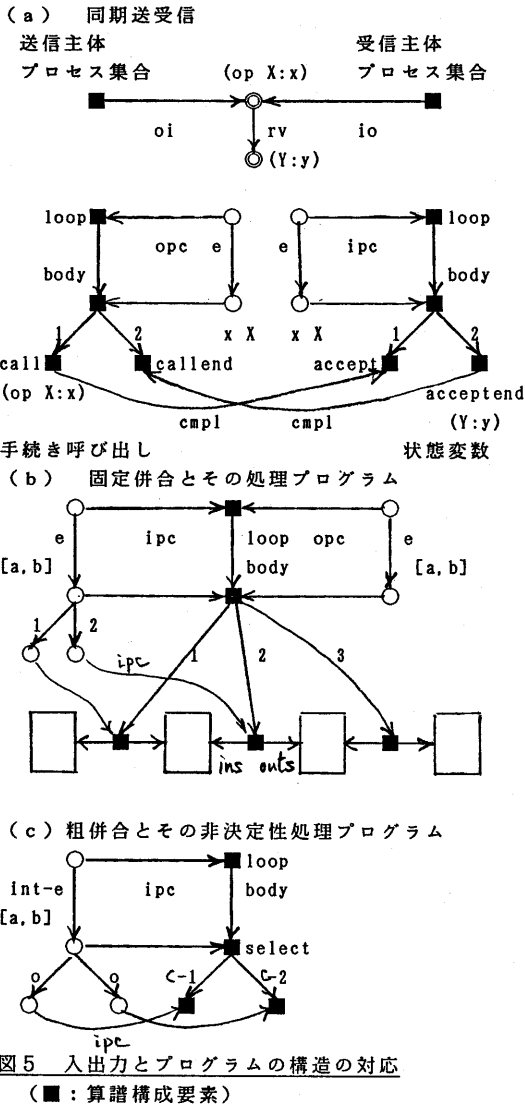 (a) 同期送受信
送信主体 受信主体
プロセス集合 (op X:x) プロセス集合
oi rv io
(Y:y)
loop loop
opc e e ipc
body body
x X x X
1 2 1 2
call callend accept
(op X:x) acceptend
cmpl cmpl (Y:y)
手続き呼び出し 状態変数
(b) 固定併合とその処理プログラム
e ipc loop opc e
[a,b] body [a,b]
1 2 ipc 1 2 3
ins outs
(c)粗併合とその非決定性処理プログラム
loop
int-e ipc body
[a,b]
select
o o C-1 C-2
ipc
図5 入出力とプログラムの構造の対応
(■:算譜構成要素)